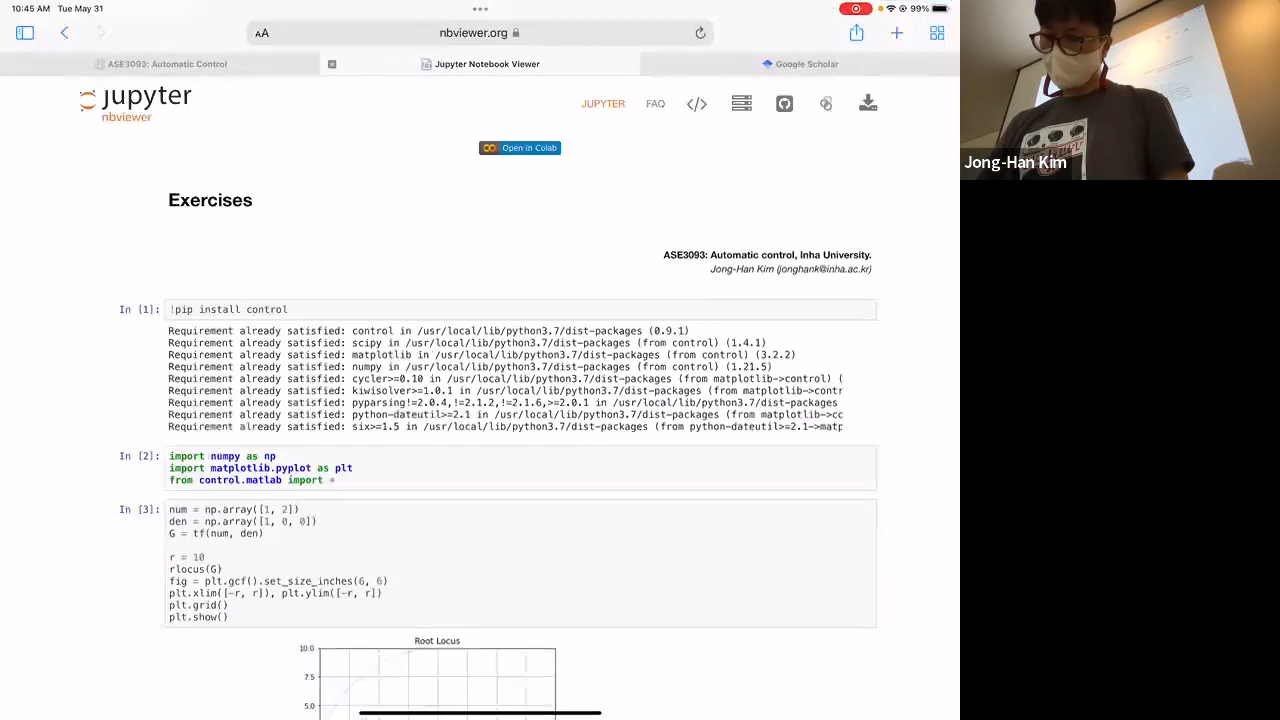 10:45 AM Tue May 31
99%
AA
nbviewer.org
ASE3093: Automatic Control
Jupyter Notebook Viewer
Google Scholar
jupyter
nbviewer
JUPYTER
FAQ
Open in Colab
Exercises
ASE3093: Automatic control, Inha University.
Jong-Han Kim (jonghank@inha.ac.kr)
In [1]:
!pip install control
Requirement already satisfied: control in /usr/local/lib/python3.7/dist-packages (0.9.1)
Requirement already satisfied: scipy in /usr/local/lib/python3.7/dist-packages (from control) (1.4.1)
Requirement already satisfied: matplotlib in /usr/local/lib/python3.7/dist-packages (from control) (3.2.2)
Requirement already satisfied: numpy in /usr/local/lib/python3.7/dist-packages (from control) (1.21.5)
Requirement already satisfied: cycler>=0.10 in /usr/local/lib/python3.7/dist-packages (from matplotlib->control) (
Requirement already satisfied: kiwisolver>=1.0.1 in /usr/local/lib/python3.7/dist-packages (from matplotlib->contr
Requirement already satisfied: pyparsing!=2.0.4,!=2.1.2,!=2.1.6,>=2.0.1 in /usr/local/lib/python3.7/dist-packages
Requirement already satisfied: python-dateutil>=2.1 in /usr/local/lib/python3.7/dist-packages (from matplotlib->cc
Requirement already satisfied: six>=1.5 in /usr/local/lib/python3.7/dist-packages (from python-dateutil>=2.1->matp
In [2]:
import numpy as np
import matplotlib.pyplot as plt
from control.matlab import *
In [3]:
num = np.array([1, 2])
den = np.array([1, 0, 0])
G = tf(num, den)
r = 10
rlocus(G)
fig = plt.gcf().set_size_inches(6, 6)
plt.xlim([-r, r]), plt.ylim([-r, r])
plt.grid()
plt.show()
Root Locus
10.0
7.5
5.0
Jong-Han Kim